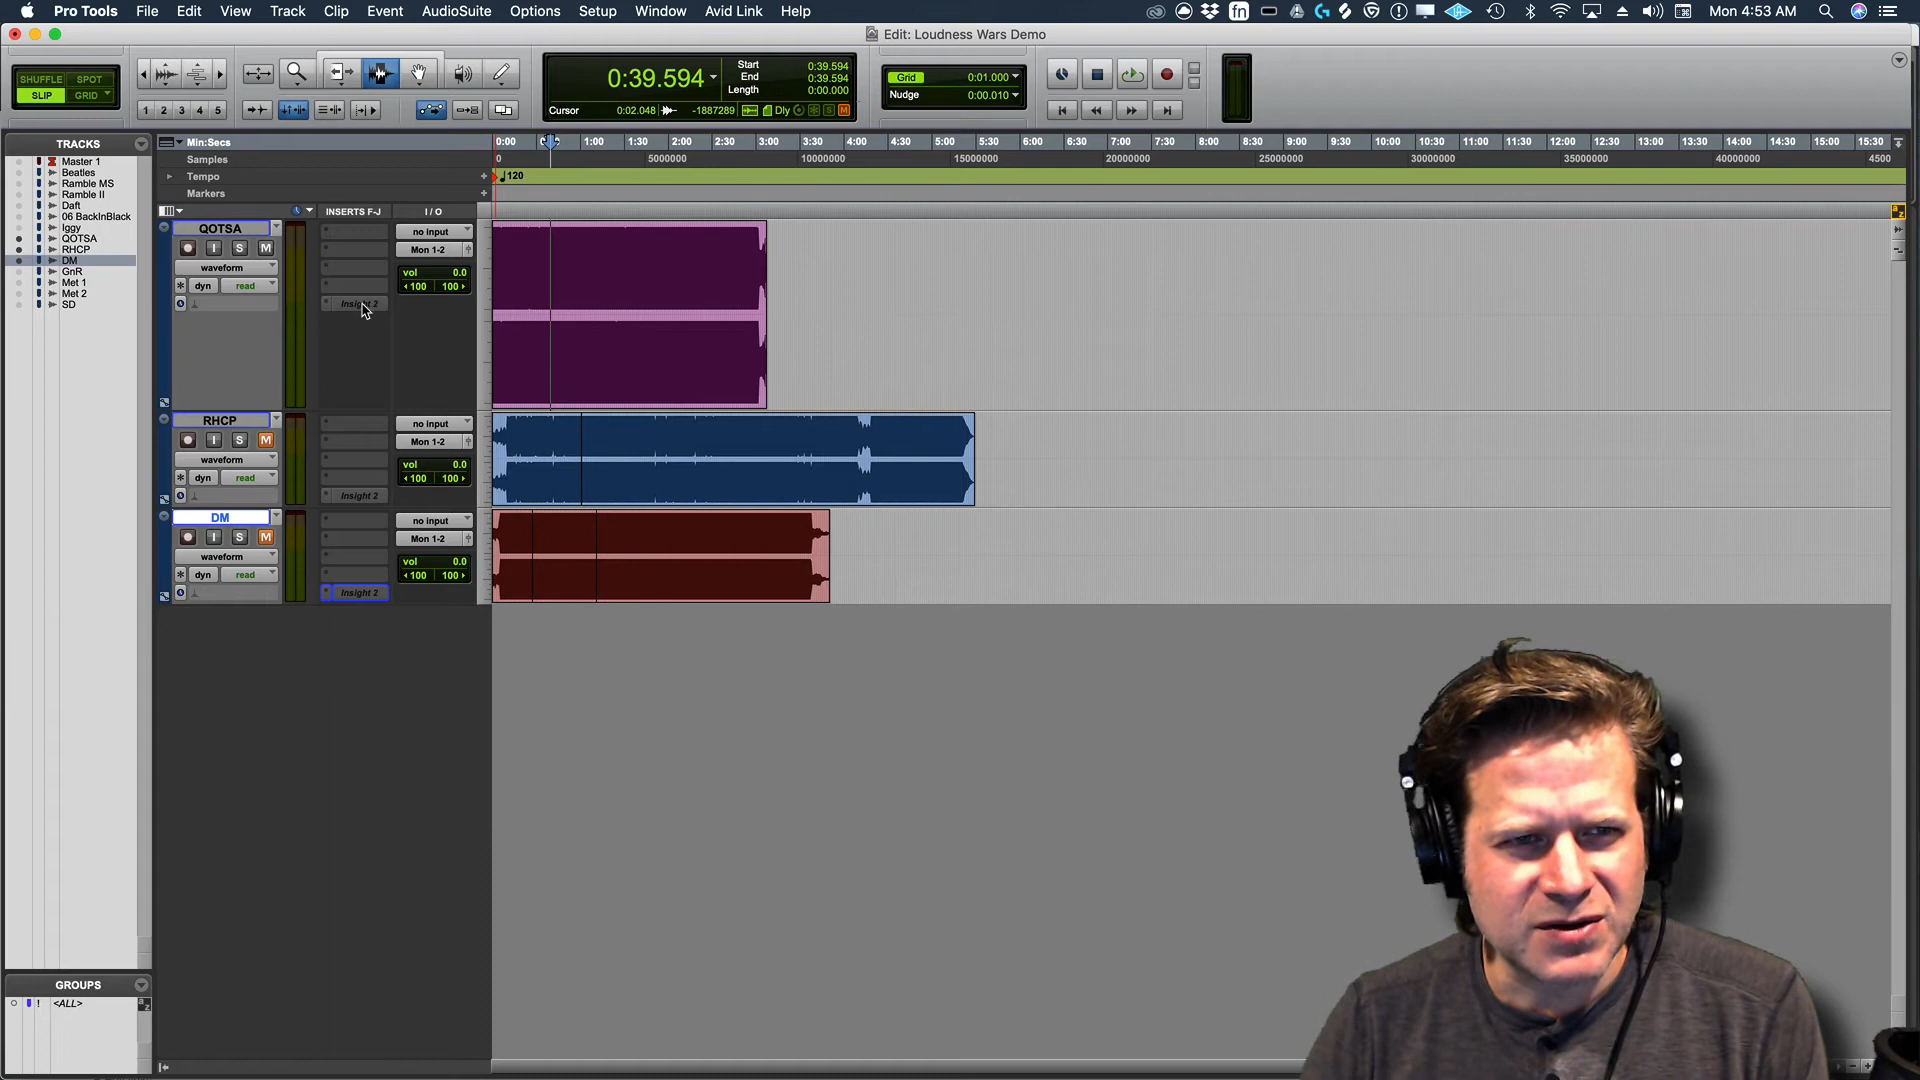 Pro Tools File Edit View Track Clip Event AudioSuite Options Setup Window Avid Link Help
fn
Mon 4:53 AM
Edit: Loudness Wars Demo
SHUFFLE SPOT
SLIP GRID
1 2 3 4 5
0:39.594
Start 0:39.594
End 0:39.594
Length 0:00.000
Cursor 0:02.048 -1887289 Dly S M
Grid 0:01.000
Nudge 0:00.010
TRACKS
Master 1
Beatles
Ramble MS
Ramble II
Daft
06 BackInBlack
Iggy
QOTSA
RHCP
DM
GnR
Met 1
Met 2
SD
Min:Secs 0:00 1:00 1:30 2:00 2:30 3:00 3:30 4:00 4:30 5:00 5:30 6:00 6:30 7:00 7:30 8:00 8:30 9:00 9:30 10:00 10:30 11:00 11:30 12:00 12:30 13:00 13:30 14:00 14:30 15:00 15:30
Samples 0 5000000 10000000 15000000 20000000 25000000 30000000 35000000 40000000 4500
Tempo 120
Markers
INSERTS F-J I / O
QOTSA
no input
I S M
Mon 1-2
waveform
vol 0.0
dyn read
100 100
Insight 2
RHCP
no input
I S M
Mon 1-2
waveform
vol 0.0
dyn read
100 100
Insight 2
DM
no input
I S M
Mon 1-2
waveform
vol 0.0
dyn read
100 100
Insight 2
GROUPS
! <ALL>